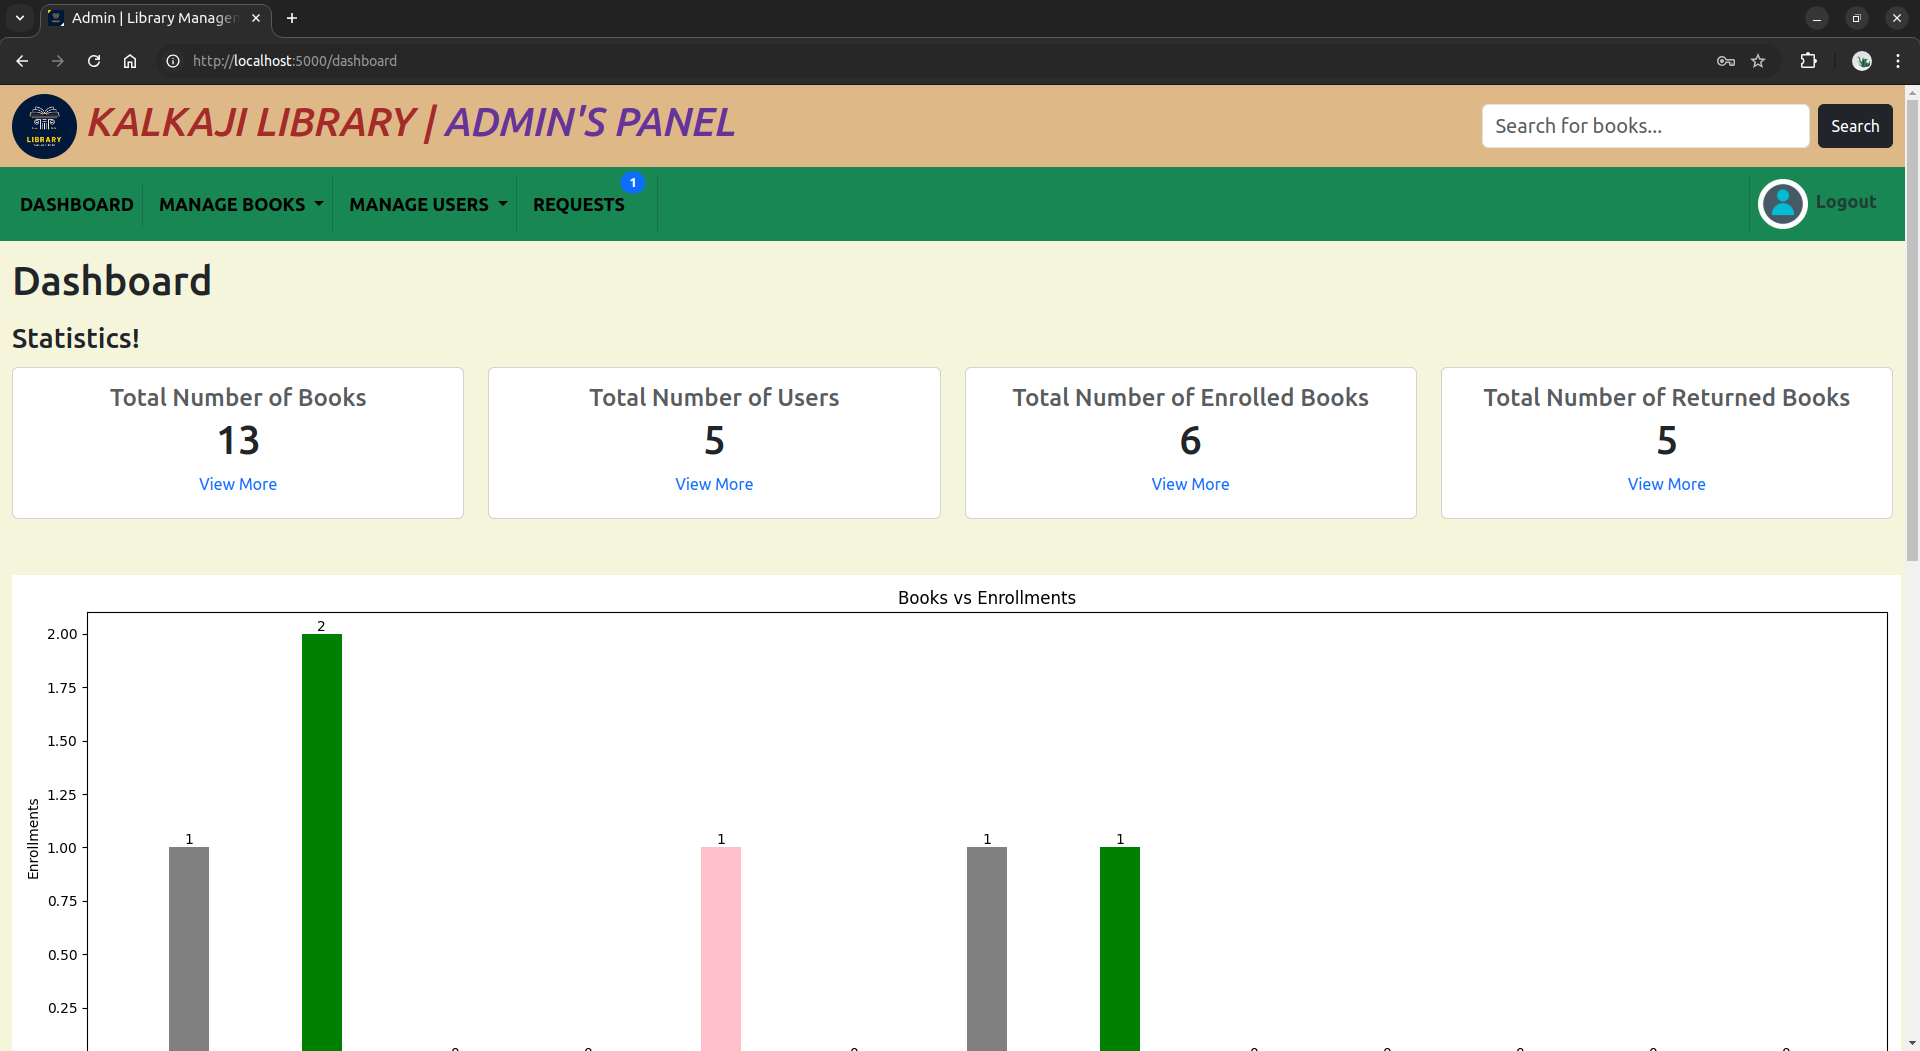 Admin | Library Manager
http://localhost:5000/dashboard
LIBRARY
KALKAJI LIBRARY | ADMIN'S PANEL
Search for books...
Search
DASHBOARD
MANAGE BOOKS
MANAGE USERS
REQUESTS
1
Logout
Dashboard
Statistics!
Total Number of Books
13
View More
Total Number of Users
5
View More
Total Number of Enrolled Books
6
View More
Total Number of Returned Books
5
View More
Books vs Enrollments
Enrollments
2.00
1.75
1.50
1.25
1.00
0.75
0.50
0.25
1
2
1
1
1